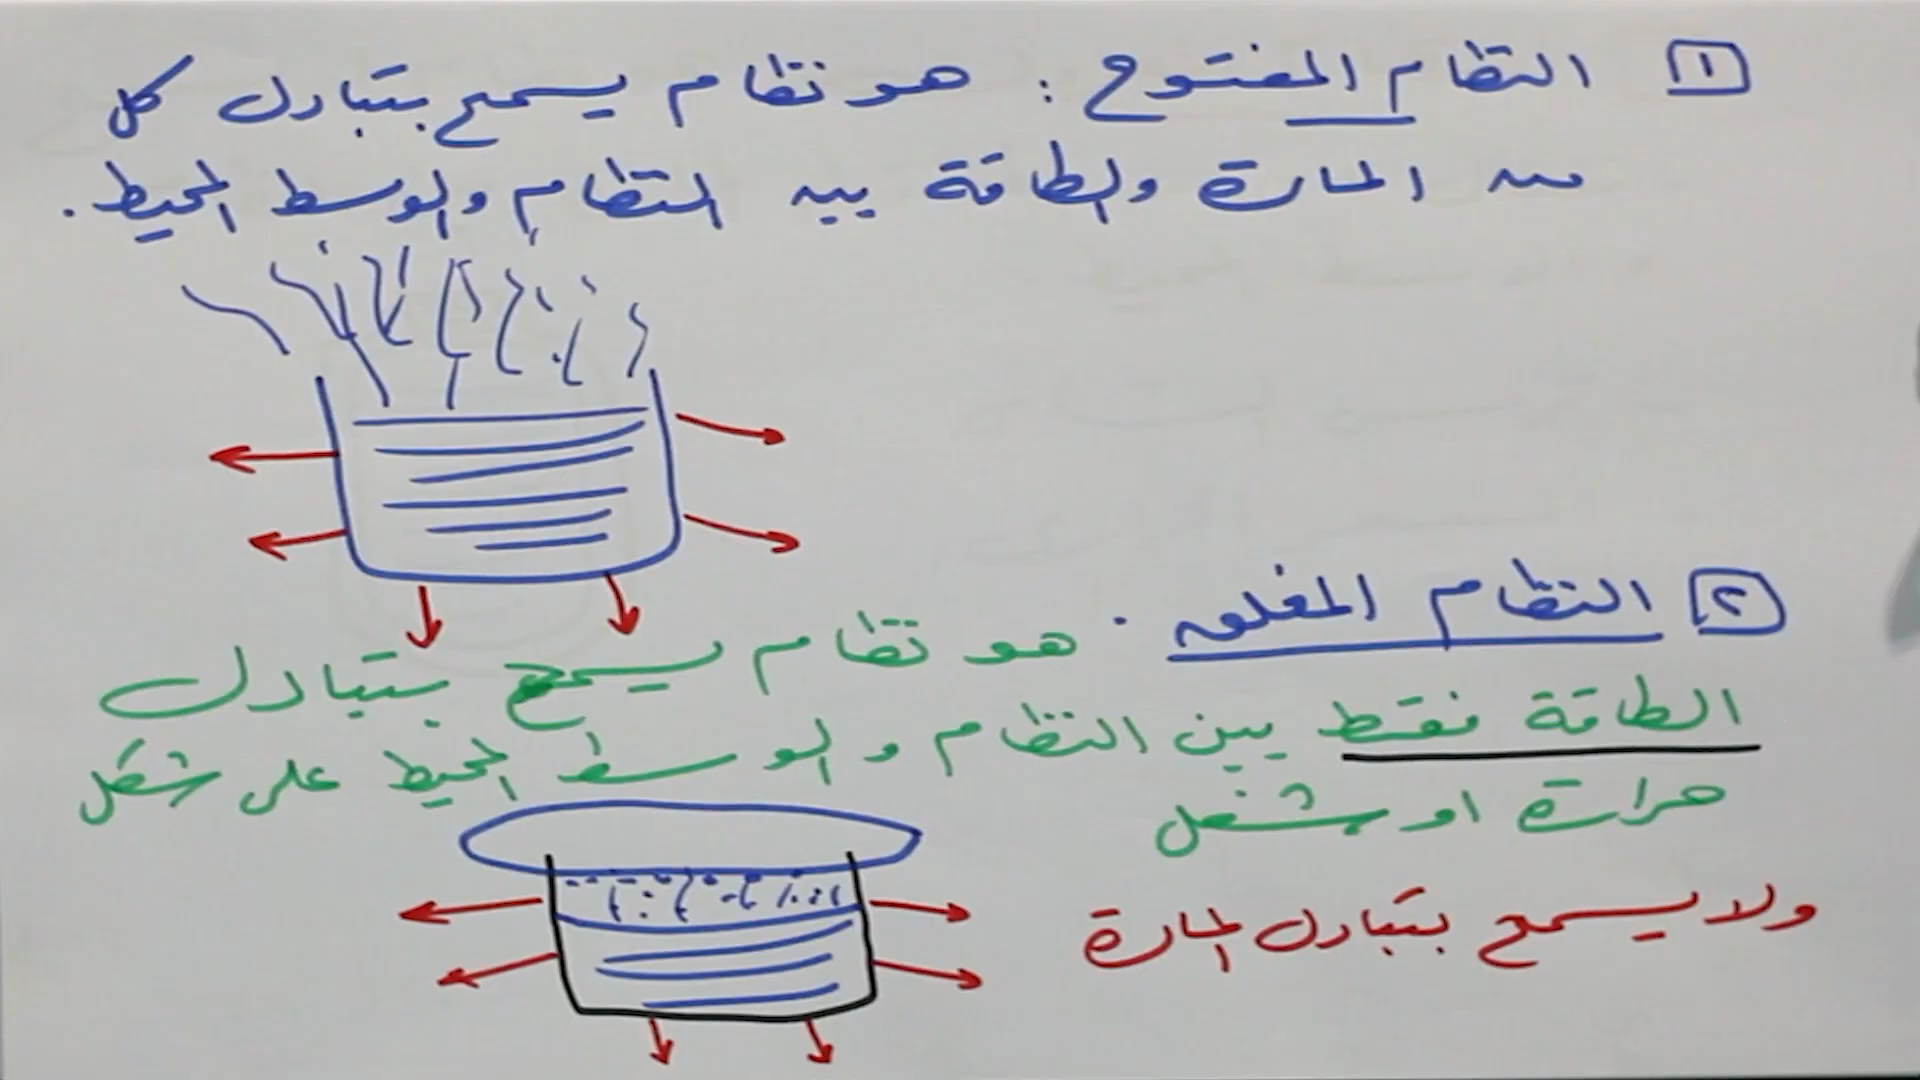 ١ النظام المفتوح : هو نظام يسمح بتبادل كل
من المادة والطاقة بين النظام والوسط المحيط .
٢ النظام المغلق . هو نظام يسمح بتبادل
الطاقة فقط بين النظام والوسط المحيط على شكل
حرارة او شغل
ولا يسمح بتبادل المادة